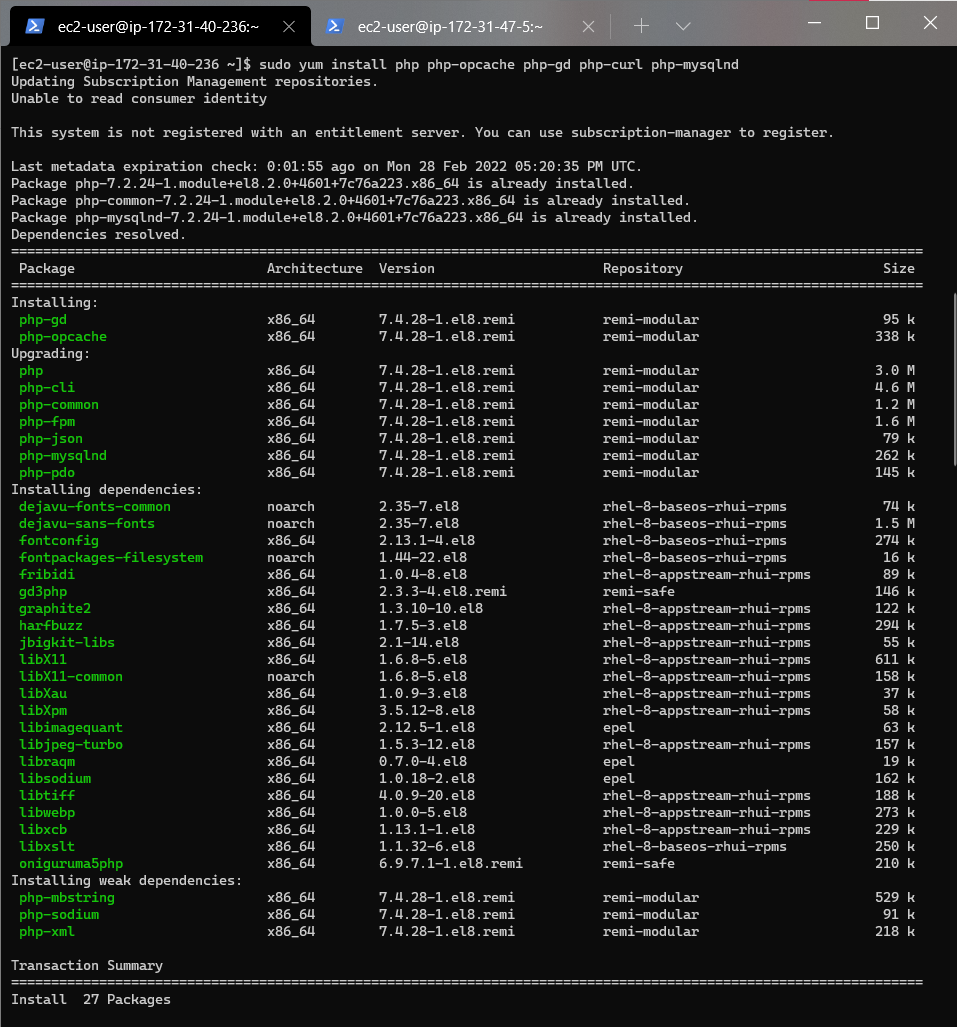 ec2-user@ip-172-31-40-236:~
ec2-user@ip-172-31-47-5:~
[ec2-user@ip-172-31-40-236 ~]$ sudo yum install php php-opcache php-gd php-curl php-mysqlnd
Updating Subscription Management repositories.
Unable to read consumer identity
This system is not registered with an entitlement server. You can use subscription-manager to register.
Last metadata expiration check: 0:01:55 ago on Mon 28 Feb 2022 05:20:35 PM UTC.
Package php-7.2.24-1.module+el8.2.0+4601+7c76a223.x86_64 is already installed.
Package php-common-7.2.24-1.module+el8.2.0+4601+7c76a223.x86_64 is already installed.
Package php-mysqlnd-7.2.24-1.module+el8.2.0+4601+7c76a223.x86_64 is already installed.
Dependencies resolved.
==================================================================================================================
Package Architecture Version Repository Size
==================================================================================================================
Installing:
php-gd x86_64 7.4.28-1.el8.remi remi-modular 95 k
php-opcache x86_64 7.4.28-1.el8.remi remi-modular 338 k
Upgrading:
php x86_64 7.4.28-1.el8.remi remi-modular 3.0 M
php-cli x86_64 7.4.28-1.el8.remi remi-modular 4.6 M
php-common x86_64 7.4.28-1.el8.remi remi-modular 1.2 M
php-fpm x86_64 7.4.28-1.el8.remi remi-modular 1.6 M
php-json x86_64 7.4.28-1.el8.remi remi-modular 79 k
php-mysqlnd x86_64 7.4.28-1.el8.remi remi-modular 262 k
php-pdo x86_64 7.4.28-1.el8.remi remi-modular 145 k
Installing dependencies:
dejavu-fonts-common noarch 2.35-7.el8 rhel-8-baseos-rhui-rpms 74 k
dejavu-sans-fonts noarch 2.35-7.el8 rhel-8-baseos-rhui-rpms 1.5 M
fontconfig x86_64 2.13.1-4.el8 rhel-8-baseos-rhui-rpms 274 k
fontpackages-filesystem noarch 1.44-22.el8 rhel-8-baseos-rhui-rpms 16 k
fribidi x86_64 1.0.4-8.el8 rhel-8-appstream-rhui-rpms 89 k
gd3php x86_64 2.3.3-4.el8.remi remi-safe 146 k
graphite2 x86_64 1.3.10-10.el8 rhel-8-appstream-rhui-rpms 122 k
harfbuzz x86_64 1.7.5-3.el8 rhel-8-appstream-rhui-rpms 294 k
jbigkit-libs x86_64 2.1-14.el8 rhel-8-appstream-rhui-rpms 55 k
libX11 x86_64 1.6.8-5.el8 rhel-8-appstream-rhui-rpms 611 k
libX11-common noarch 1.6.8-5.el8 rhel-8-appstream-rhui-rpms 158 k
libXau x86_64 1.0.9-3.el8 rhel-8-appstream-rhui-rpms 37 k
libXpm x86_64 3.5.12-8.el8 rhel-8-appstream-rhui-rpms 58 k
libimagequant x86_64 2.12.5-1.el8 epel 63 k
libjpeg-turbo x86_64 1.5.3-12.el8 rhel-8-appstream-rhui-rpms 157 k
libraqm x86_64 0.7.0-4.el8 epel 19 k
libsodium x86_64 1.0.18-2.el8 epel 162 k
libtiff x86_64 4.0.9-20.el8 rhel-8-appstream-rhui-rpms 188 k
libwebp x86_64 1.0.0-5.el8 rhel-8-appstream-rhui-rpms 273 k
libxcb x86_64 1.13.1-1.el8 rhel-8-appstream-rhui-rpms 229 k
libxslt x86_64 1.1.32-6.el8 rhel-8-baseos-rhui-rpms 250 k
oniguruma5php x86_64 6.9.7.1-1.el8.remi remi-safe 210 k
Installing weak dependencies:
php-mbstring x86_64 7.4.28-1.el8.remi remi-modular 529 k
php-sodium x86_64 7.4.28-1.el8.remi remi-modular 91 k
php-xml x86_64 7.4.28-1.el8.remi remi-modular 218 k
Transaction Summary
==================================================================================================================
Install 27 Packages